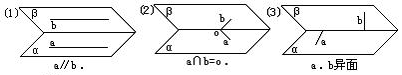 (1) β b α a
a∥b.
(2) β b o a α
a∩b=o.
(3) β b α a
a.b异面